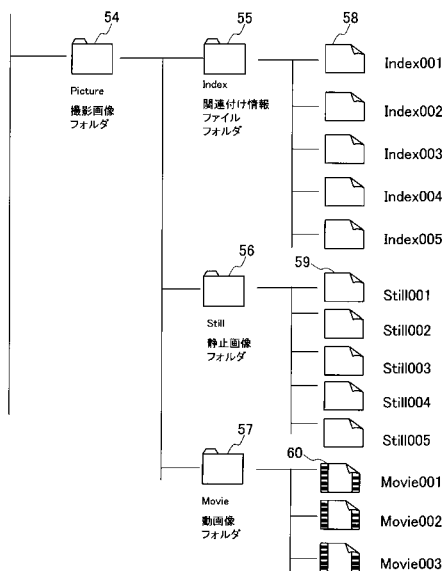 54
55
58
Picture
撮影画像
フォルダ
Index
関連付け情報
ファイル
フォルダ
Index001
Index002
Index003
Index004
Index005
56
59
Still
静止画像
フォルダ
Still001
Still002
Still003
Still004
Still005
57
60
Movie
動画像
フォルダ
Movie001
Movie002
Movie003